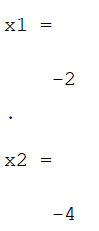 x1 =
-2
.
x2 =
-4